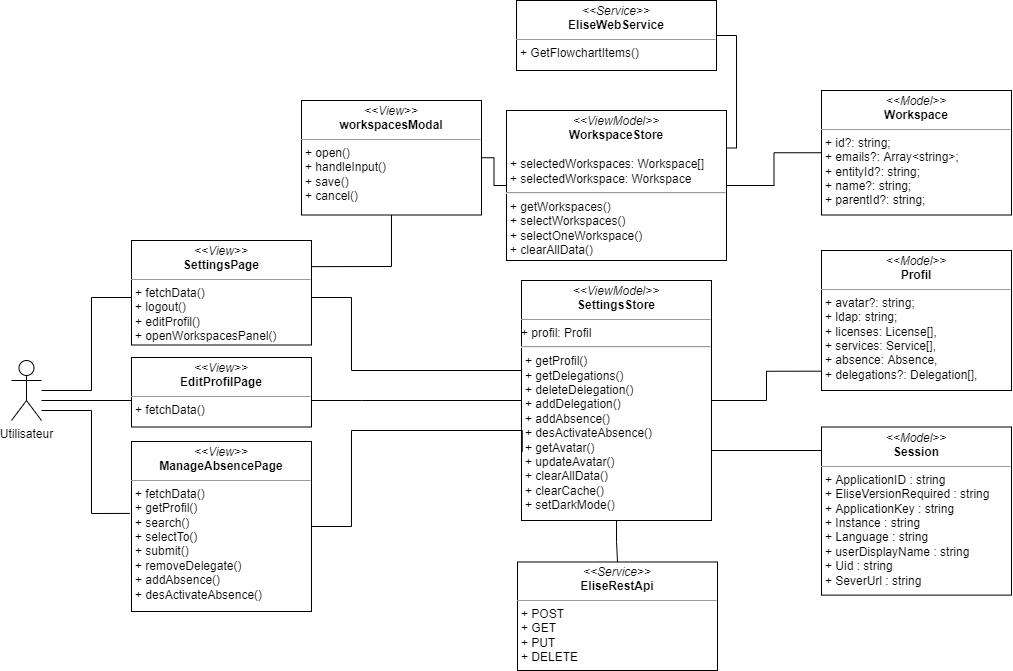 <<Service>>
EliseWebService
+ GetFlowchartItems()
<<View>>
workspacesModal
+ open()
+ handleInput()
+ save()
+ cancel()
<<ViewModel>>
WorkspaceStore
+ selectedWorkspaces: Workspace[]
+ selectedWorkspace: Workspace
+ getWorkspaces()
+ selectWorkspaces()
+ selectOneWorkspace()
+ clearAllData()
<<Model>>
Workspace
+ id?: string;
+ emails?: Array<string>;
+ entityId?: string;
+ name?: string;
+ parentId?: string;
<<View>>
SettingsPage
+ fetchData()
+ logout()
+ editProfil()
+ openWorkspacesPanel()
<<ViewModel>>
SettingsStore
+ profil: Profil
+ getProfil()
+ getDelegations()
+ deleteDelegation()
+ addDelegation()
+ addAbsence()
+ desActivateAbsence()
+ getAvatar()
+ updateAvatar()
+ clearAllData()
+ clearCache()
+ setDarkMode()
<<Model>>
Profil
+ avatar?: string;
+ ldap: string;
+ licenses: License[],
+ services: Service[],
+ absence: Absence,
+ delegations?: Delegation[],
Utilisateur
<<View>>
EditProfilPage
+ fetchData()
<<View>>
ManageAbsencePage
+ fetchData()
+ getProfil()
+ search()
+ selectTo()
+ submit()
+ removeDelegate()
+ addAbsence()
+ desActivateAbsence()
<<Model>>
Session
+ ApplicationID : string
+ EliseVersionRequired : string
+ ApplicationKey : string
+ Instance : string
+ Language : string
+ userDisplayName : string
+ Uid : string
+ SeverUrl : string
<<Service>>
EliseRestApi
+ POST
+ GET
+ PUT
+ DELETE